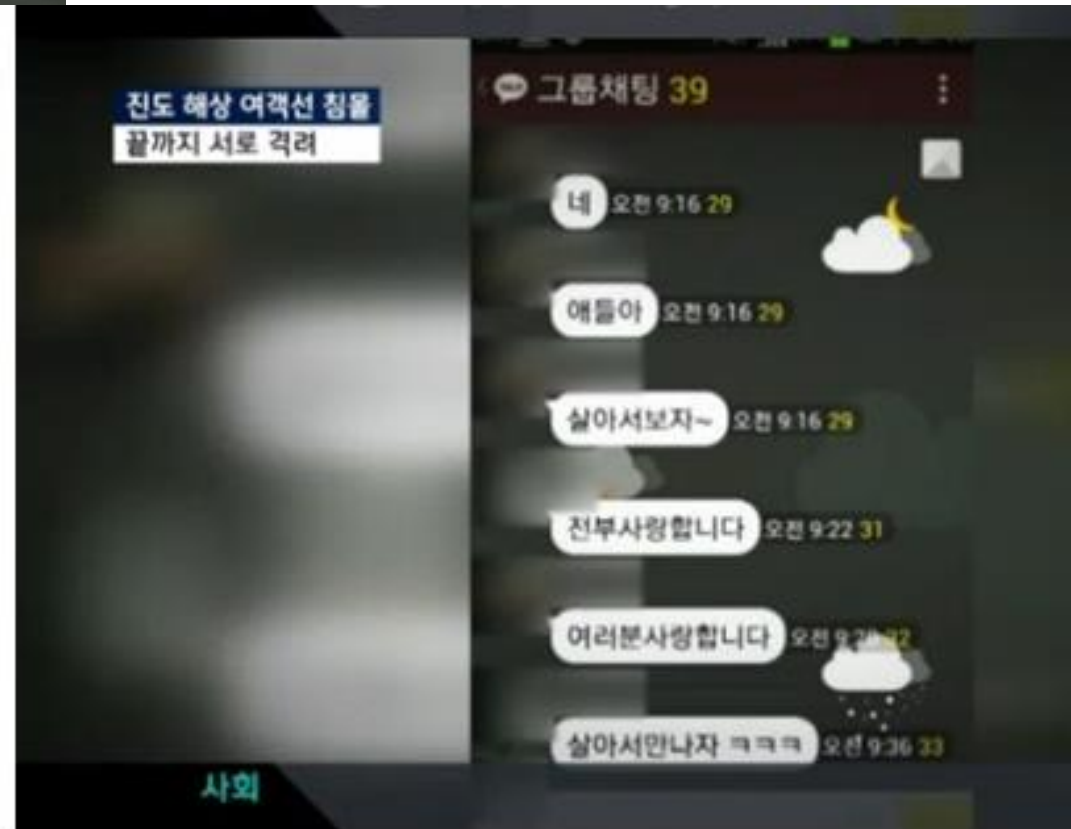 진도 해상 여객선 침몰
끝까지 서로 격려
그룹채팅 39
네 오전 9:16 29
애들아 오전 9:16 29
살아서보자~ 오전 9:16 29
전부사랑합니다 오전 9:22 31
여러분사랑합니다 오전
살아서만나자 ㅋㅋㅋ 오전 9:36 33
사회